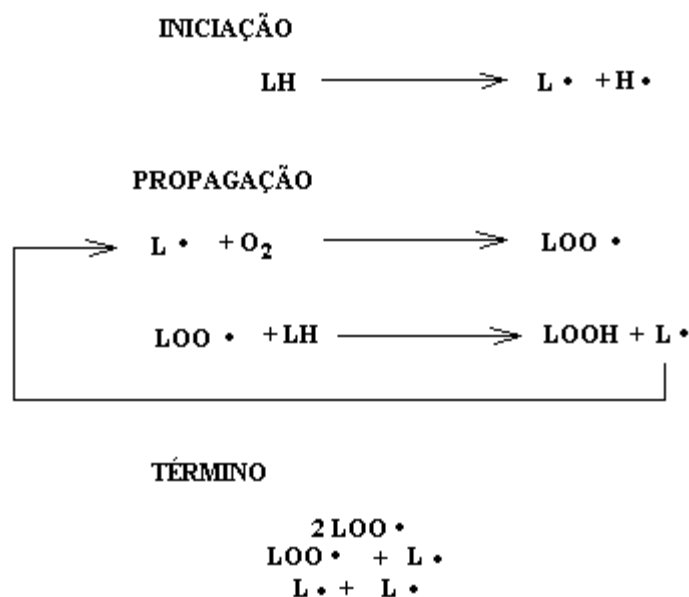 INICIAÇÃO
LH L • + H •
PROPAGAÇÃO
L • + O₂ LOO •
LOO • + LH LOOH + L •
TÉRMINO
2 LOO •
LOO • + L •
L • + L •